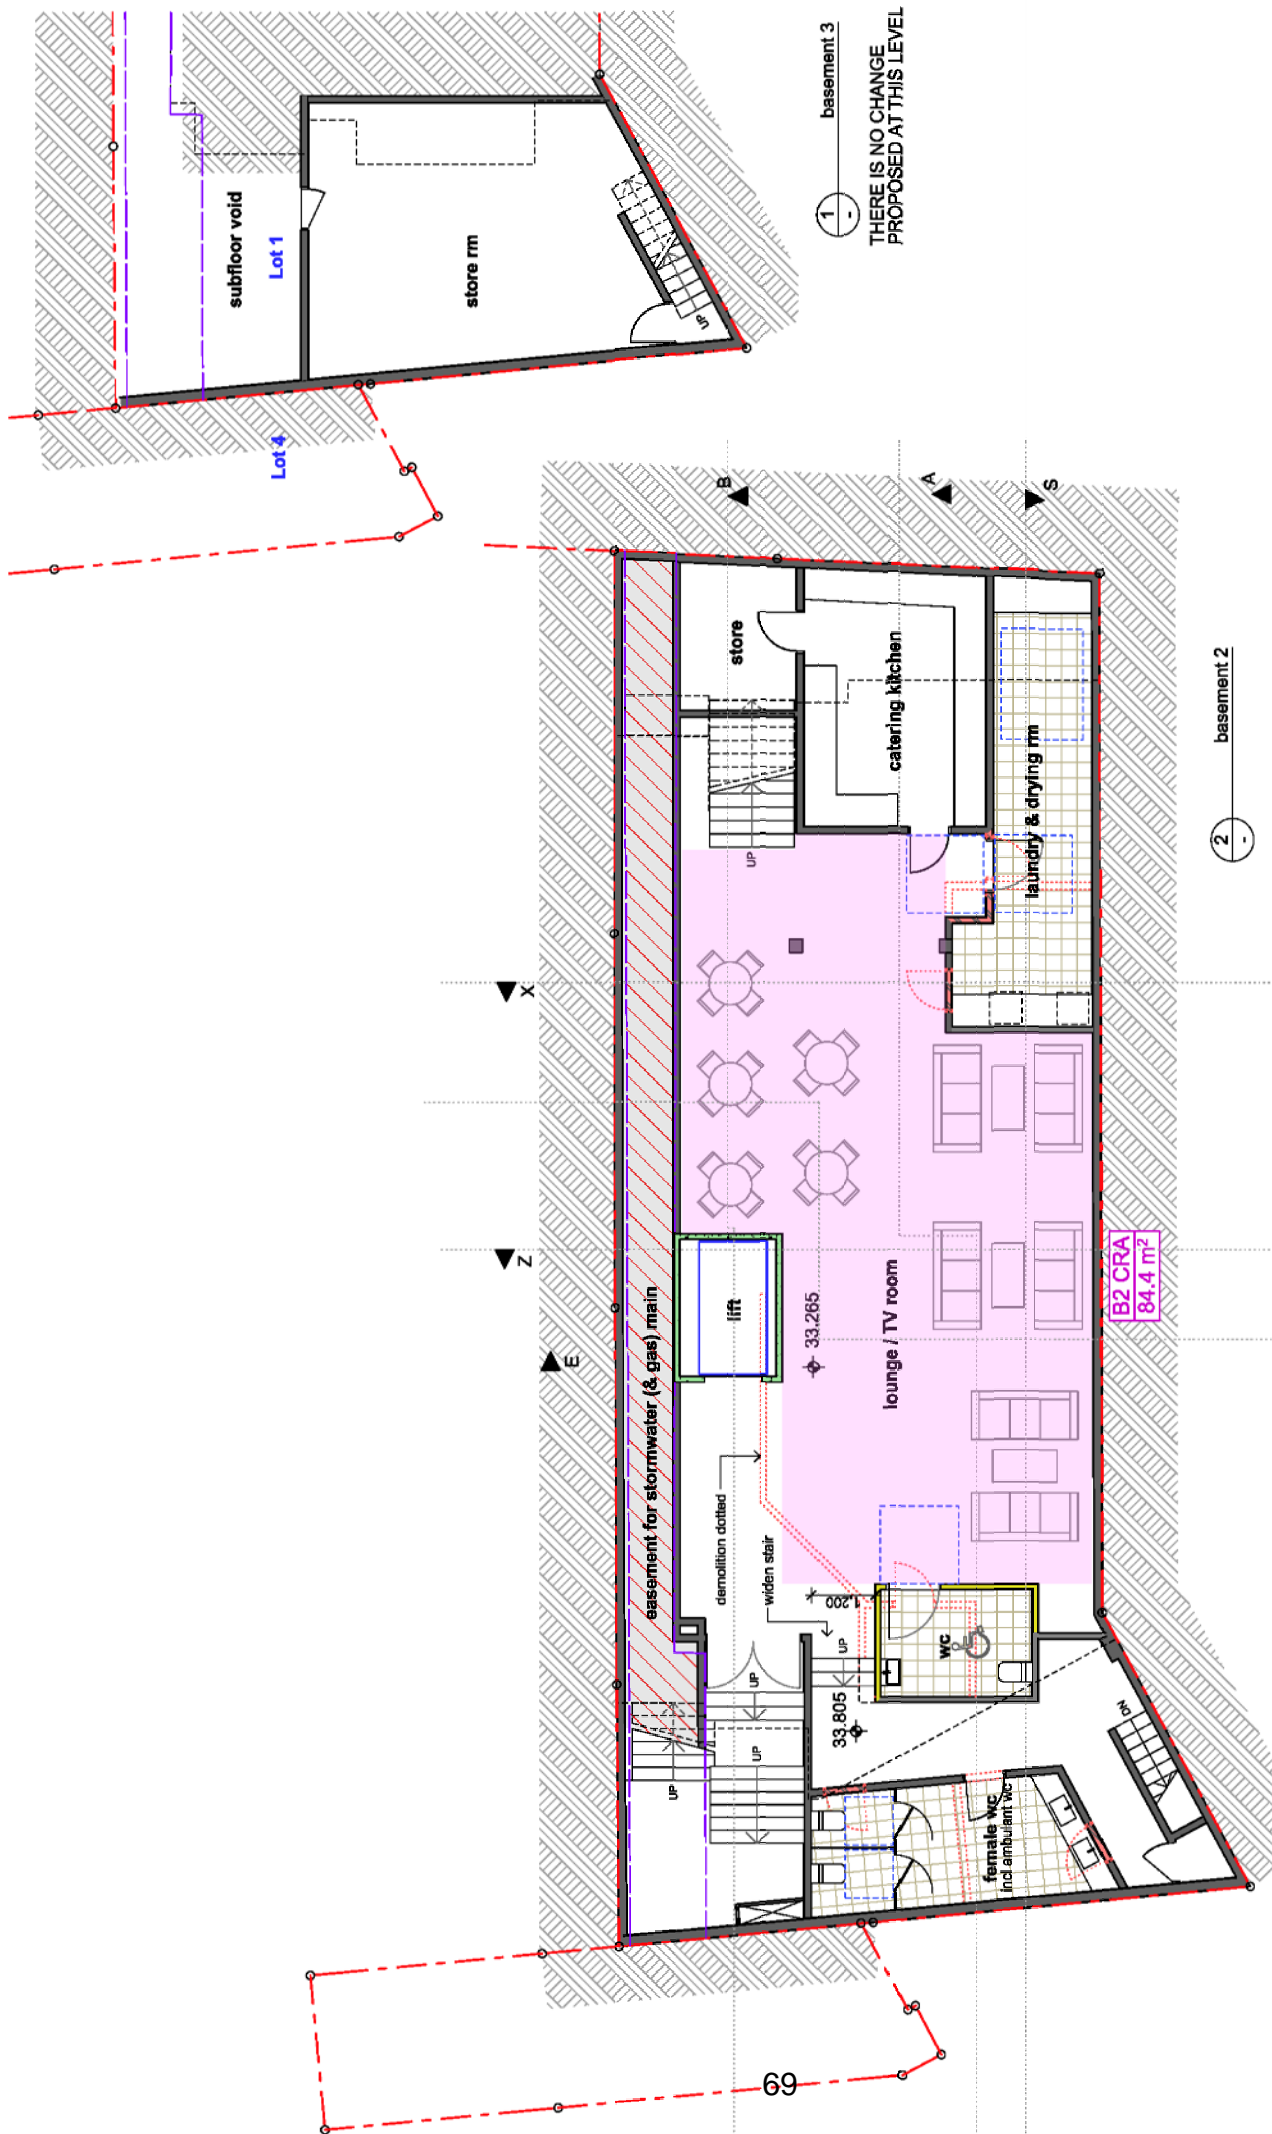 subfloor void
Lot 1
store rm
UP
Lot 4
1
-
basement 3
THERE IS NO CHANGE
PROPOSED AT THIS LEVEL
B
A
S
X
Z
E
store
catering kitchen
laundry & drying rm
UP
easement for stormwater (& gas) main
lift
33.265
lounge / TV room
B2 CRA
84.4 m²
demolition dotted
widen stair
1,200
wc
UP
UP
UP
UP
33.805
DN
female wc
incl ambulant wc
2
-
basement 2
69